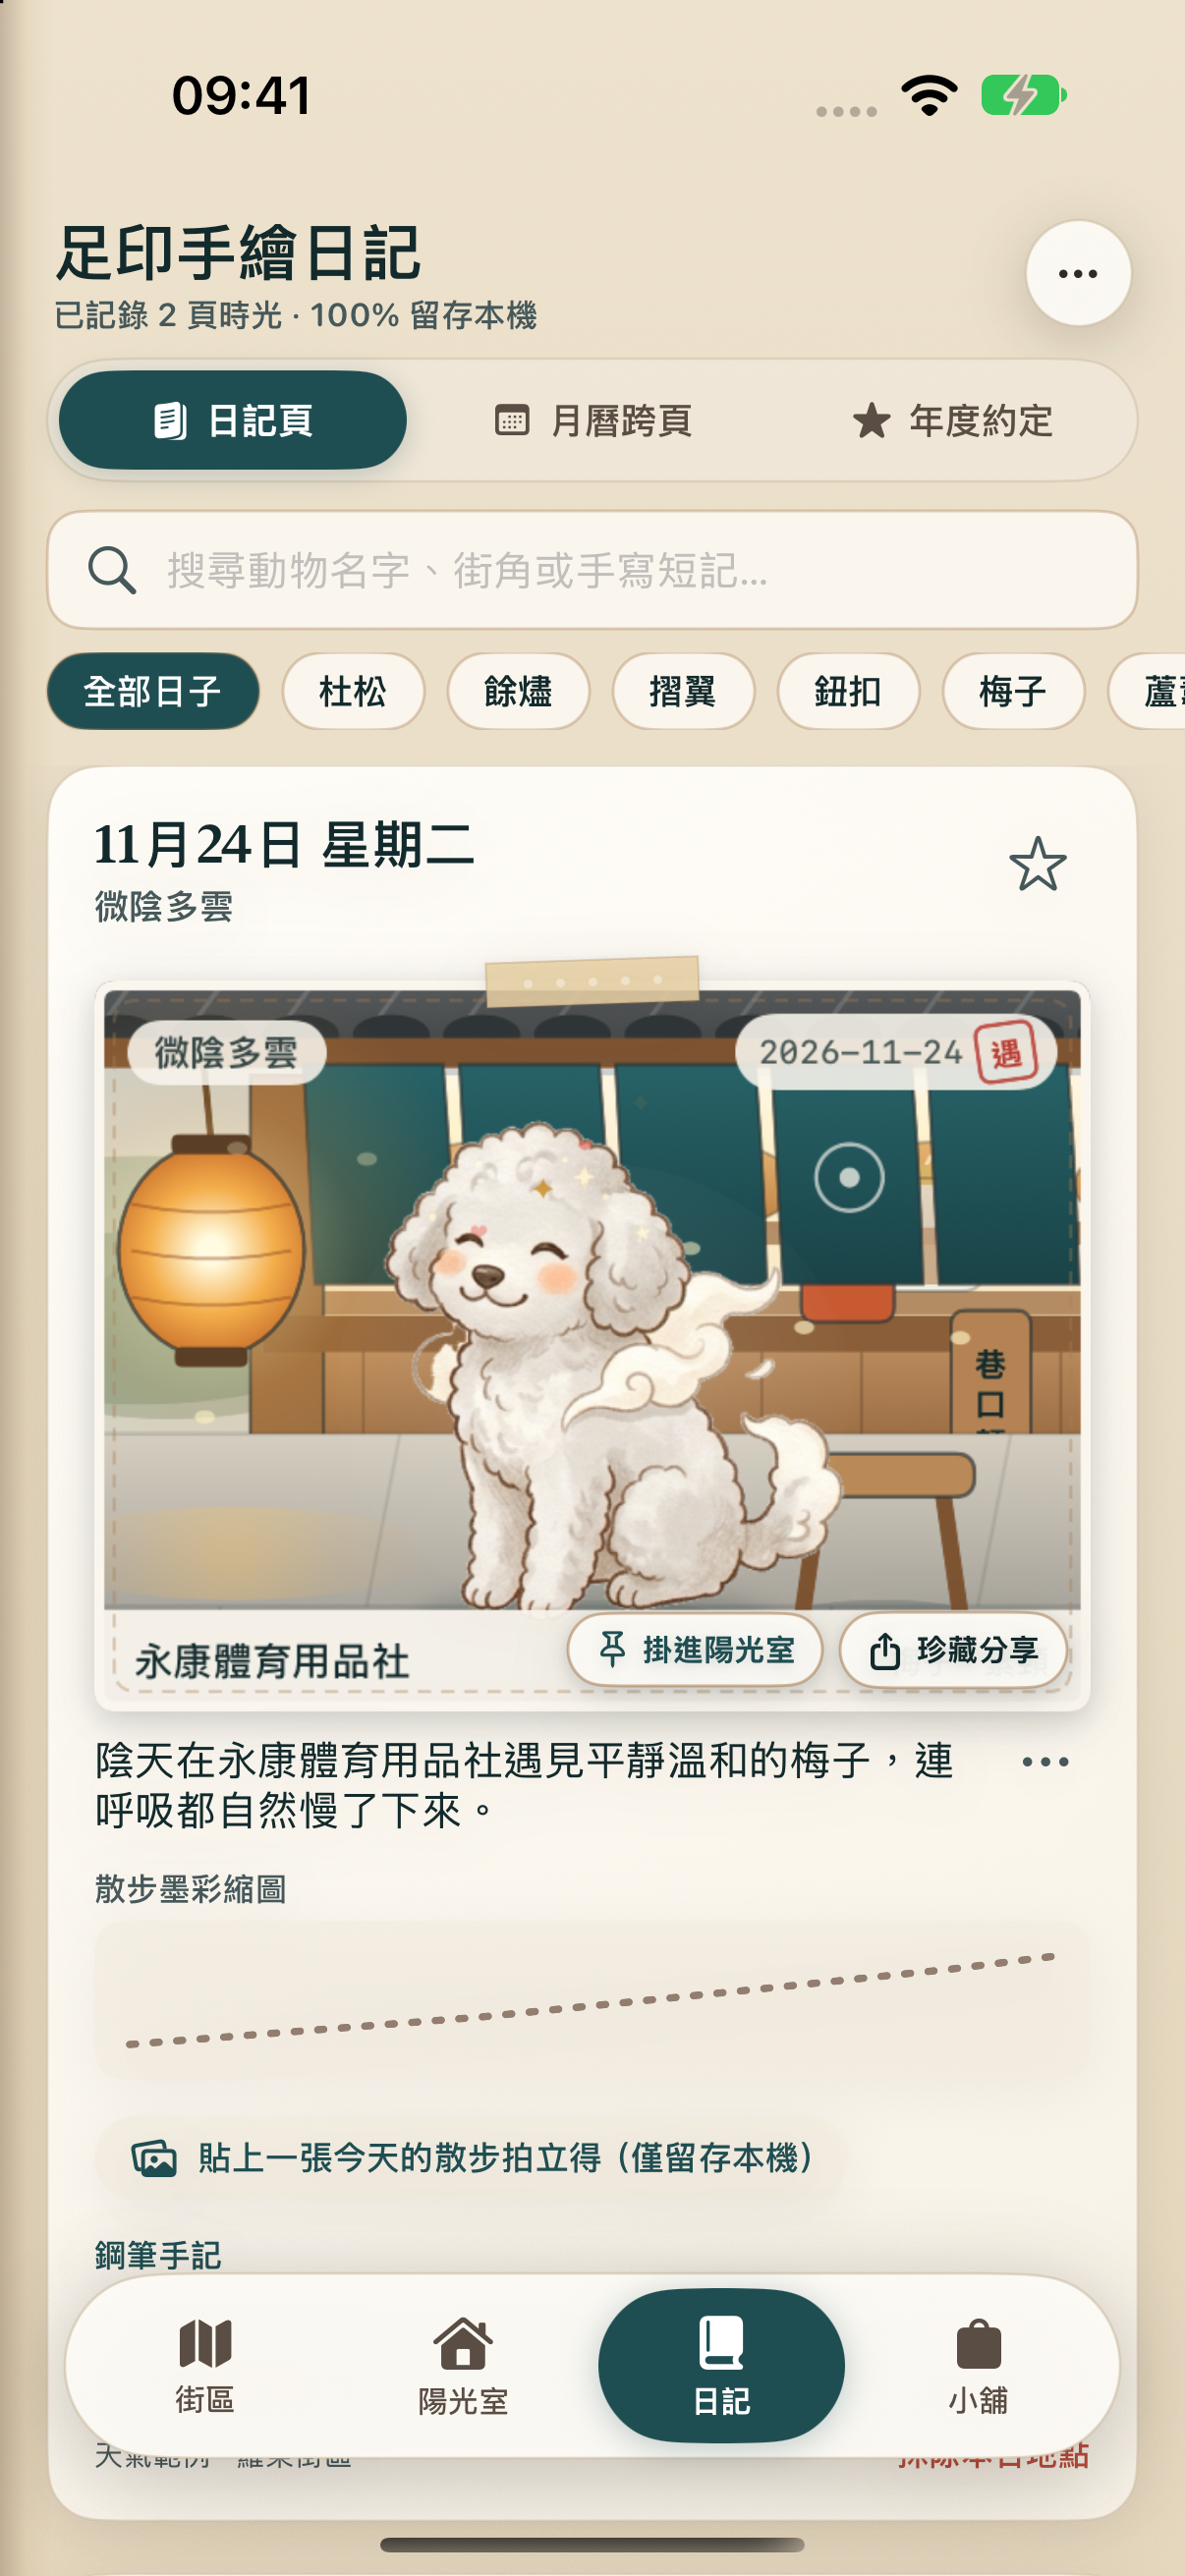 09:41
足印手繪日記
已記錄 2 頁時光 · 100% 留存本機
日記頁
月曆跨頁
年度約定
搜尋動物名字、街角或手寫短記...
全部日子
杜松
餘燼
摺翼
鈕扣
梅子
11月24日 星期二
微陰多雲
微陰多雲
2026-11-24
遇
巷口
永康體育用品社
掛進陽光室
珍藏分享
陰天在永康體育用品社遇見平靜溫和的梅子，連
呼吸都自然慢了下來。
散步墨彩縮圖
貼上一張今天的散步拍立得（僅留存本機）
鋼筆手記
街區
陽光室
日記
小舖